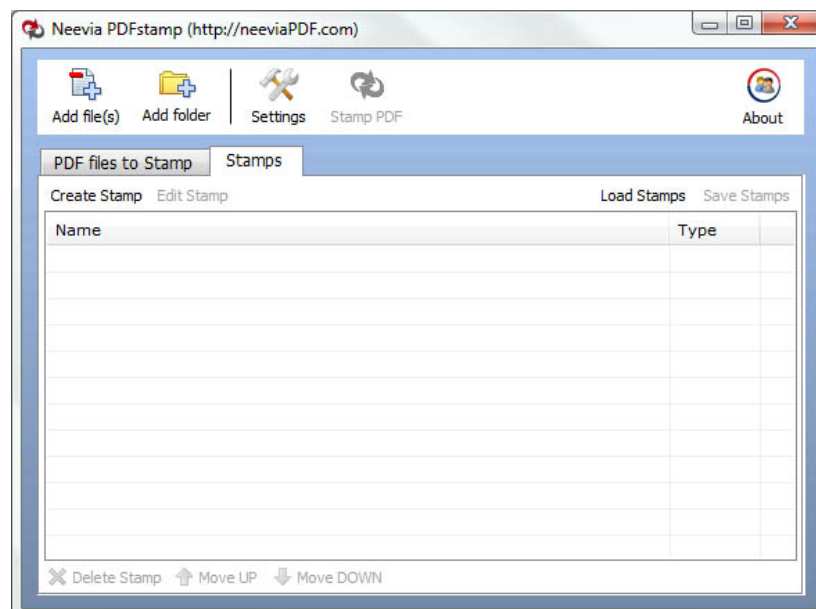 Neevia PDFstamp (http://neeviaPDF.com)
Add file(s) Add folder Settings Stamp PDF About
PDF files to Stamp Stamps
Create Stamp Edit Stamp Load Stamps Save Stamps
Name Type
Delete Stamp Move UP Move DOWN